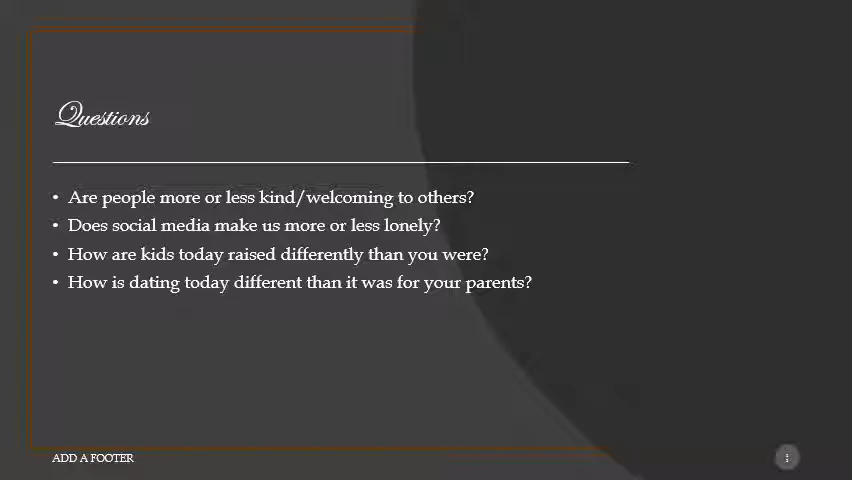 Questions
• Are people more or less kind/welcoming to others?
• Does social media make us more or less lonely?
• How are kids today raised differently than you were?
• How is dating today different than it was for your parents?
ADD A FOOTER